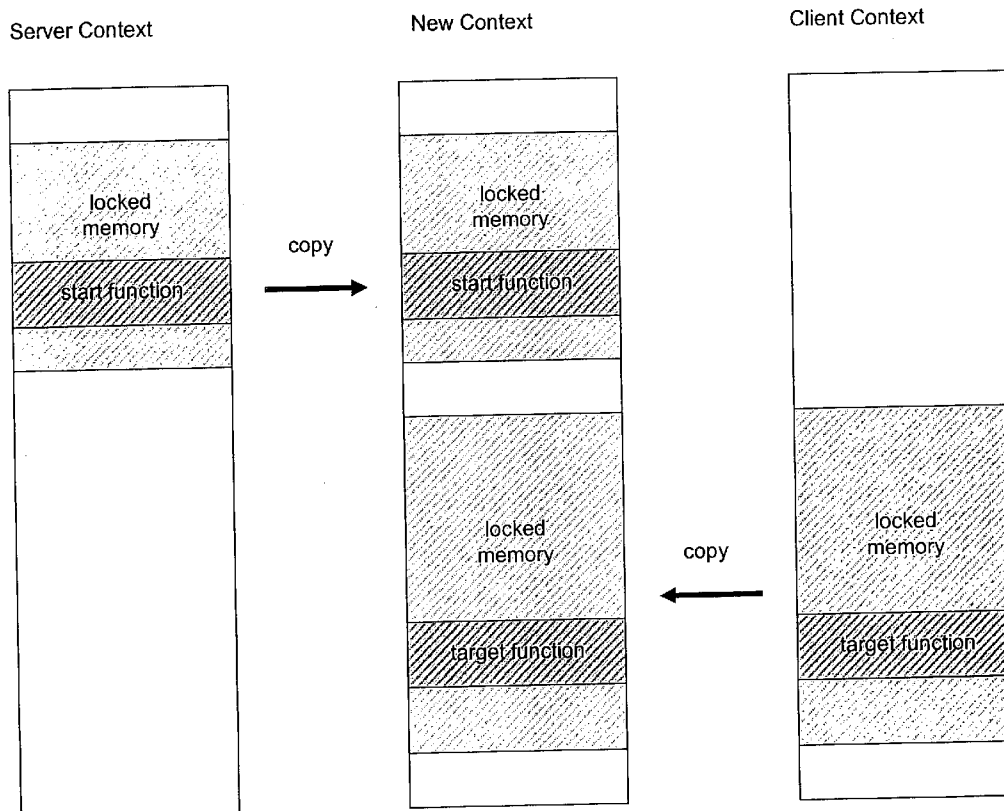 Server Context
New Context
Client Context
locked
memory
start function
copy
locked
memory
start function
locked
memory
target function
copy
locked
memory
target function